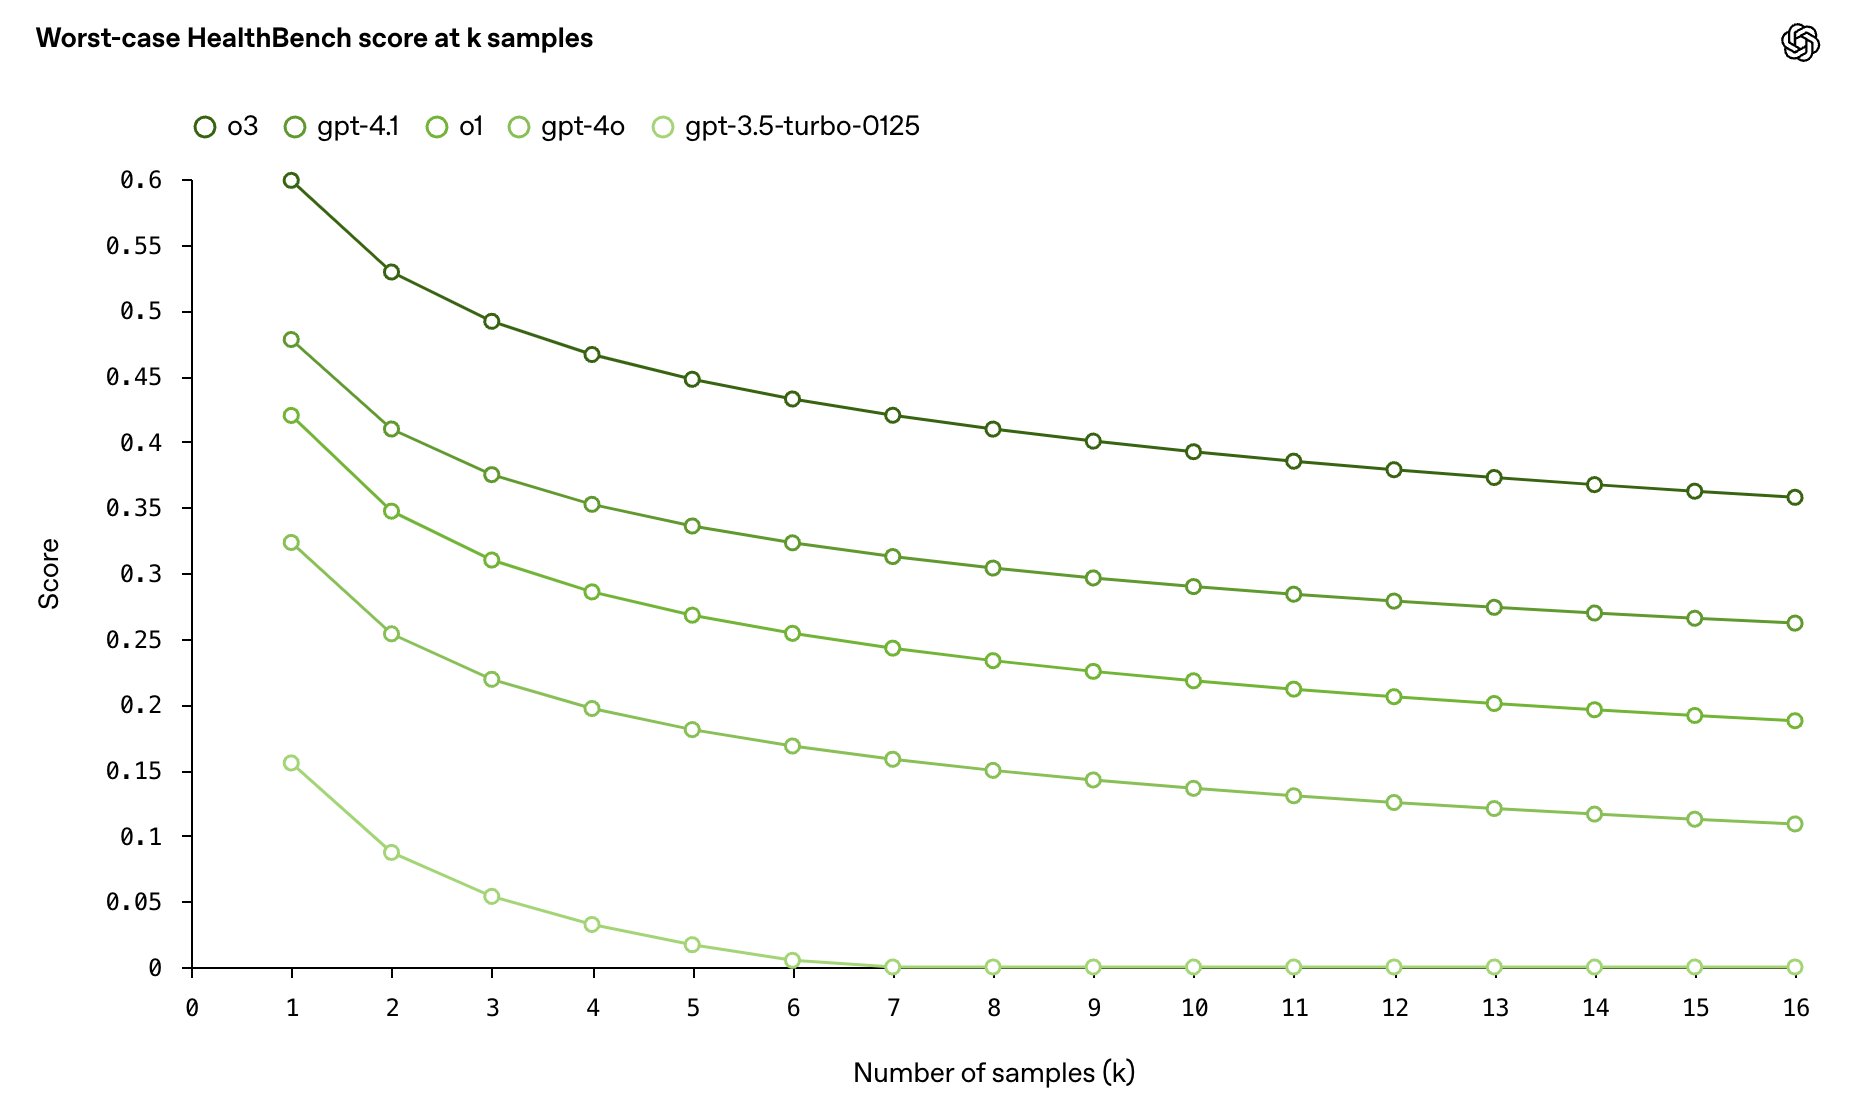 Worst-case HealthBench score at k samples
o3 gpt-4.1 o1 gpt-4o gpt-3.5-turbo-0125
0.6
0.55
0.5
0.45
0.4
0.35
0.3
0.25
0.2
0.15
0.1
0.05
0
Score
0 1 2 3 4 5 6 7 8 9 10 11 12 13 14 15 16
Number of samples (k)